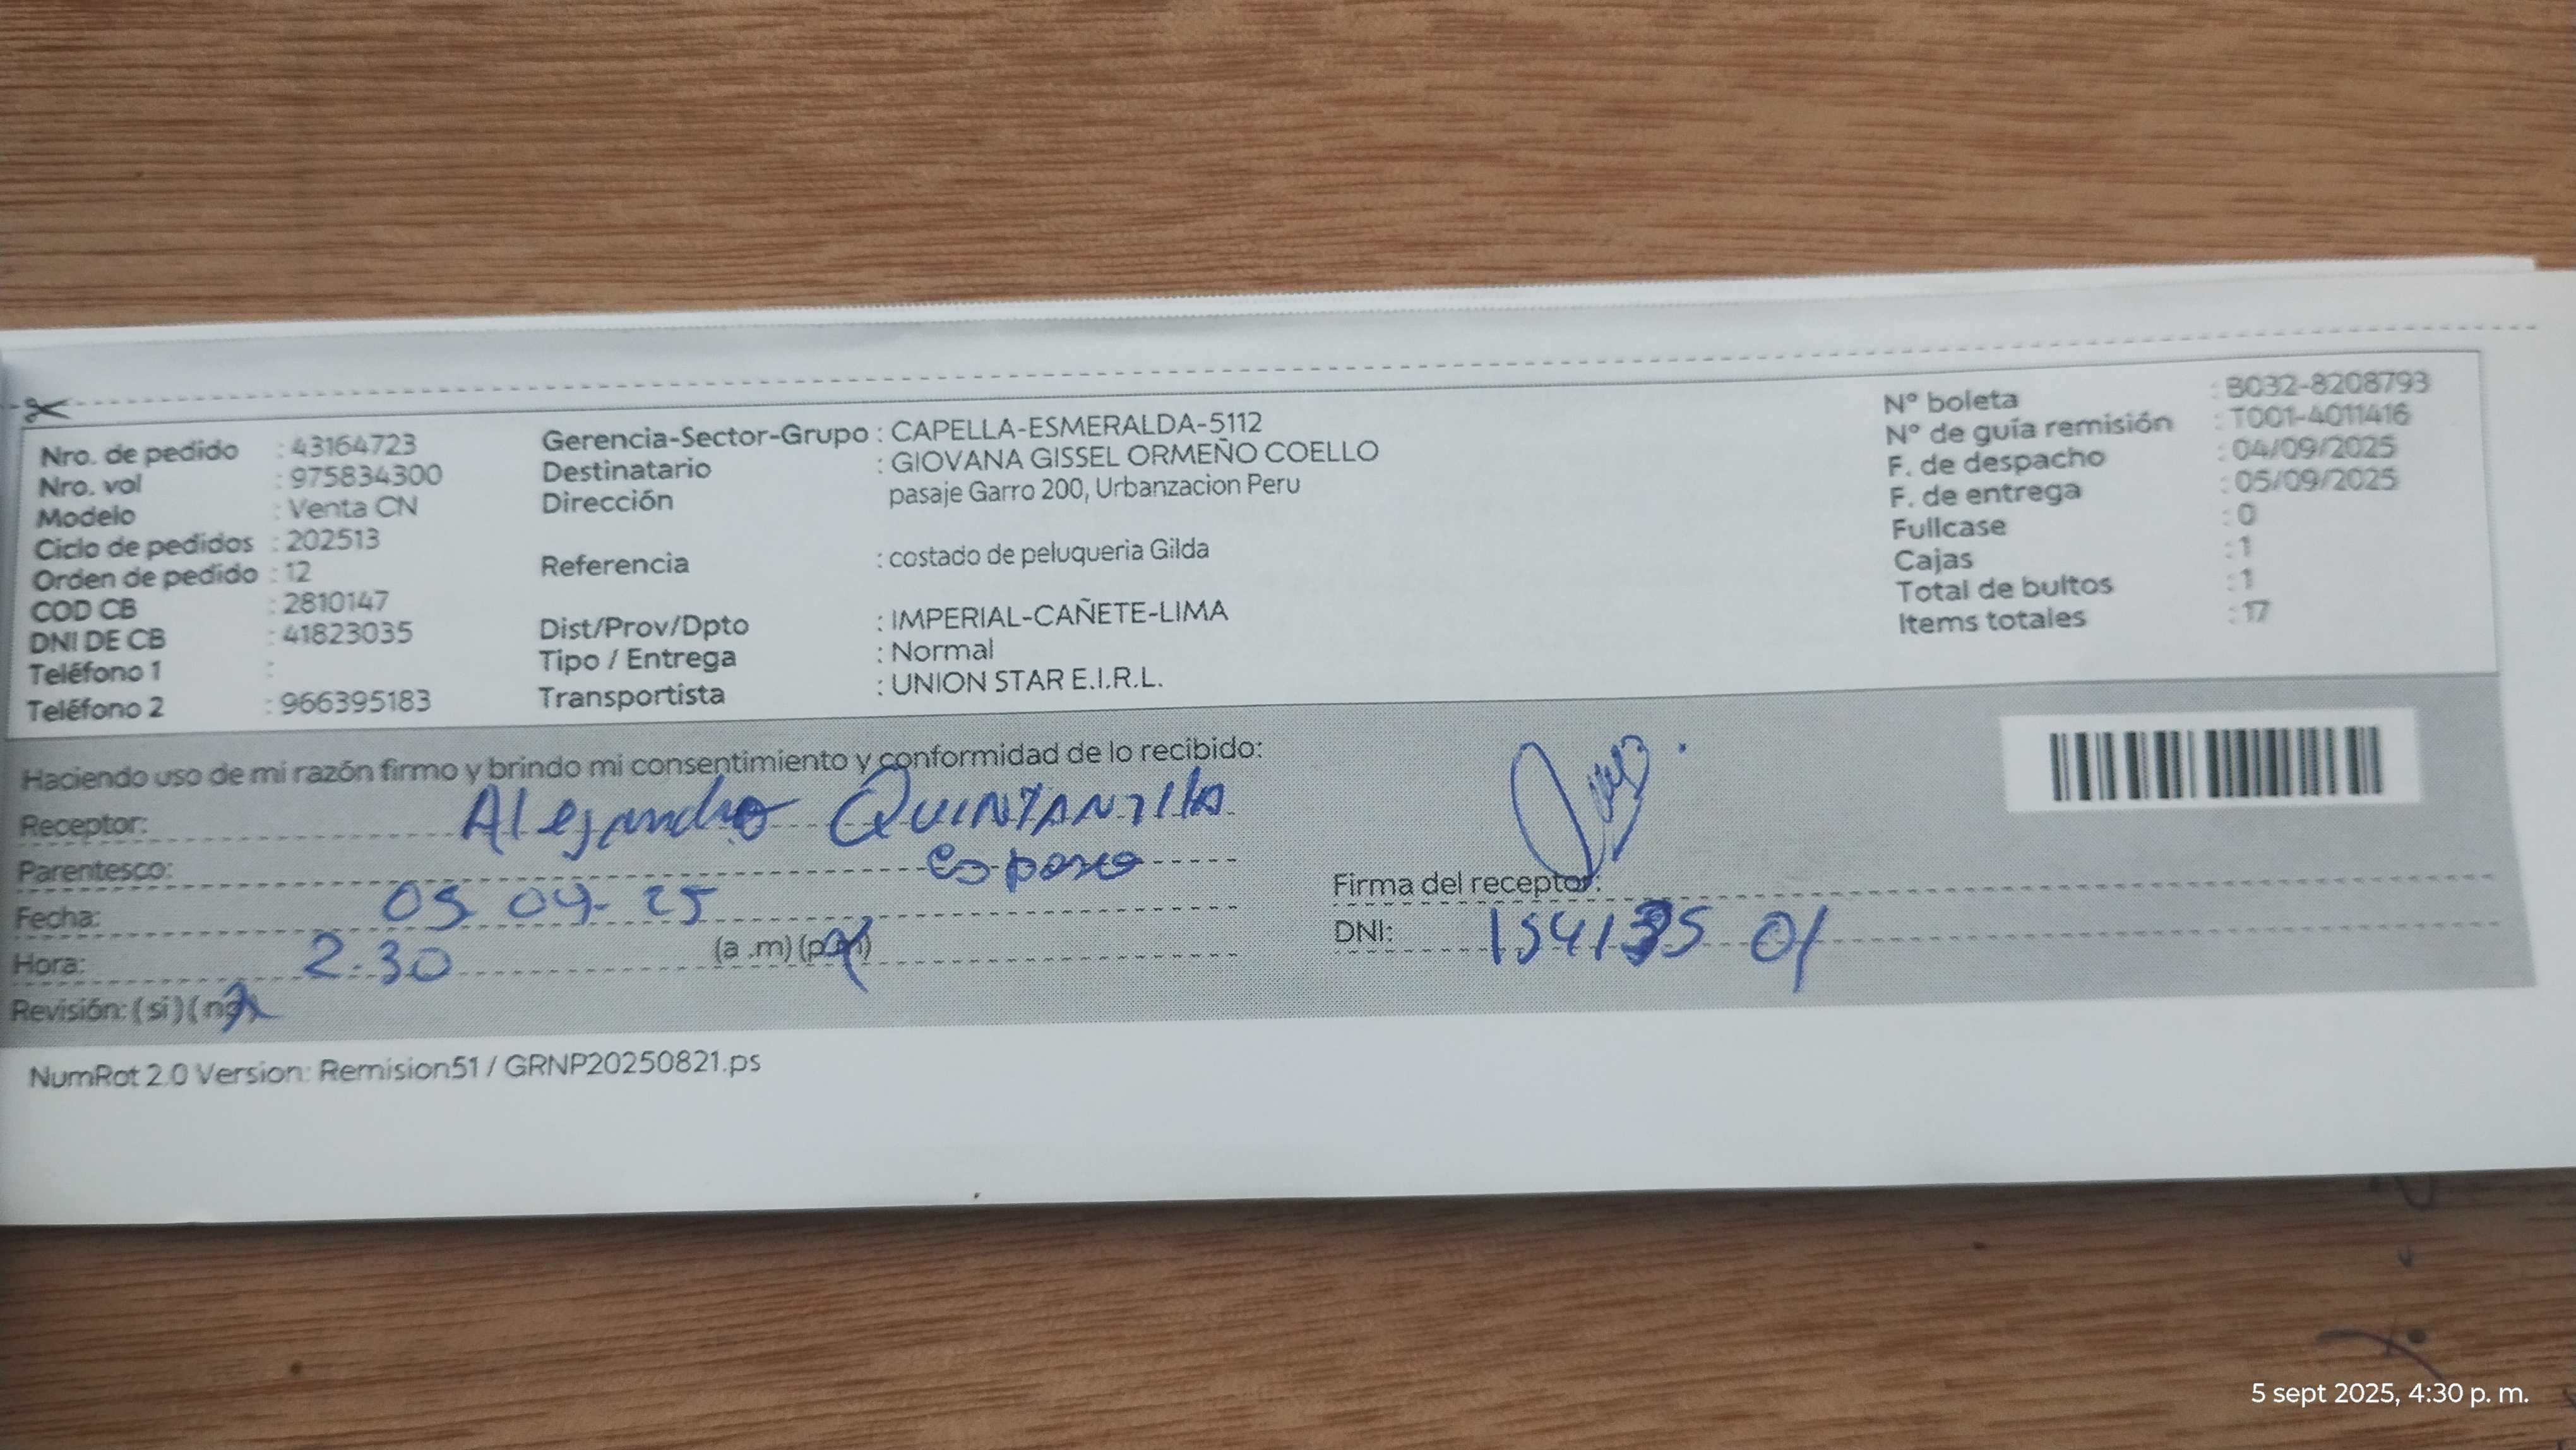 Nro. de pedido : 43164723
Nro. vol : 975834300
Modelo : Venta CN
Ciclo de pedidos : 202513
Orden de pedido : 12
COD CB : 2810147
DNI DE CB : 41823035
Teléfono 1 :
Teléfono 2 : 966395183
Gerencia-Sector-Grupo : CAPELLA-ESMERALDA-5112
Destinatario : GIOVANA GISSEL ORMEÑO COELLO
Dirección pasaje Garro 200, Urbanzacion Peru
Referencia : costado de peluqueria Gilda
Dist/Prov/Dpto : IMPERIAL-CAÑETE-LIMA
Tipo / Entrega : Normal
Transportista : UNION STAR E.I.R.L.
N° boleta : B032-8208793
N° de guía remisión : T001-4011416
F. de despacho : 04/09/2025
F. de entrega : 05/09/2025
Fullcase : 0
Cajas : 1
Total de bultos : 1
Items totales : 17
Haciendo uso de mi razón firmo y brindo mi consentimiento y conformidad de lo recibido:
Receptor: Alejandro QUINTANILLA
Parentesco: esposo
Fecha: 05 09- 25
Hora: 2.30 (a .m) (p.m)
Revisión: ( si ) ( no )
Firma del receptor:
DNI: 01
NumRot 2.0 Version: Remision51 / GRNP20250821.ps
5 sept 2025, 4:30 p. m.